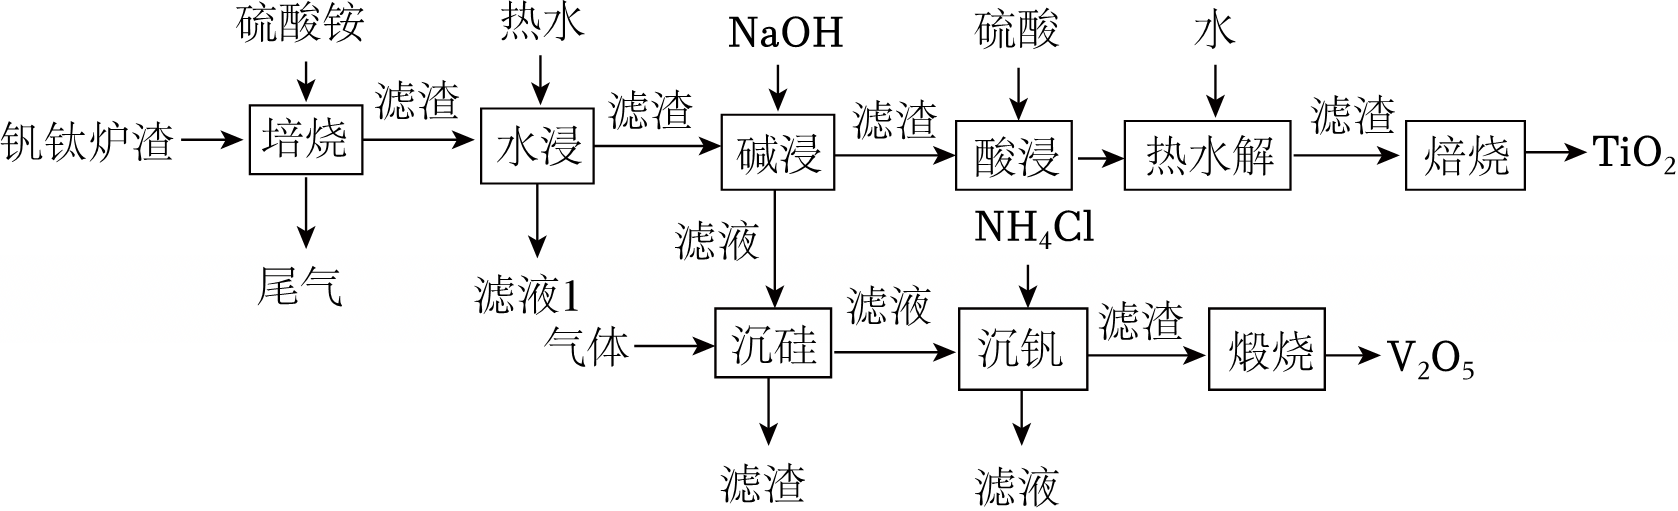 硫酸铵
热水
NaOH
硫酸
水
钒钛炉渣
培烧
滤渣
水浸
滤渣
碱浸
滤渣
酸浸
热水解
滤渣
焙烧
TiO₂
尾气
滤液1
滤液
NH₄Cl
气体
沉硅
滤液
沉钒
滤渣
煅烧
V₂O₅
滤渣
滤液